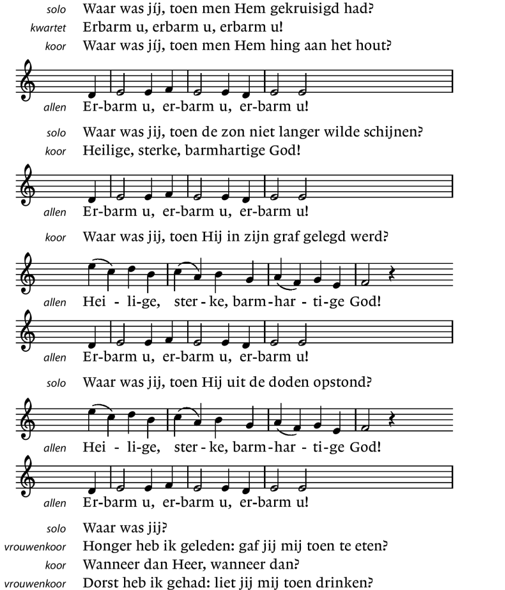 solo Waar was jíj, toen men Hem gekruisigd had?
kwartet Erbarm u, erbarm u, erbarm u!
koor Waar was jíj, toen men Hem hing aan het hout?
allen Er-barm u, er-barm u, er-barm u!
solo Waar was jij, toen de zon niet langer wilde schijnen?
koor Heilige, sterke, barmhartige God!
allen Er-barm u, er-barm u, er-barm u!
koor Waar was jij, toen Hij in zijn graf gelegd werd?
allen Hei - li-ge, ster - ke, barm-har - ti-ge God!
allen Er-barm u, er-barm u, er-barm u!
solo Waar was jij, toen Hij uit de doden opstond?
allen Hei - li-ge, ster - ke, barm-har - ti-ge God!
allen Er-barm u, er-barm u, er-barm u!
solo Waar was jij?
vrouwenkoor Honger heb ik geleden: gaf jij mij toen te eten?
koor Wanneer dan Heer, wanneer dan?
vrouwenkoor Dorst heb ik gehad: liet jij mij toen drinken?